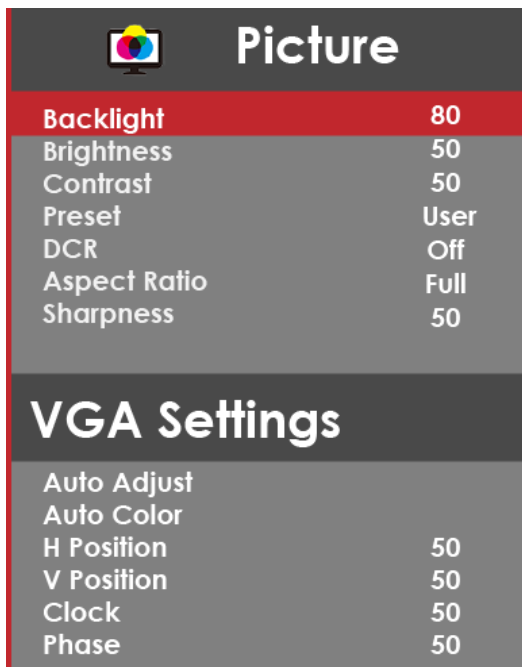 Picture
Backlight 80
Brightness 50
Contrast 50
Preset User
DCR Off
Aspect Ratio Full
Sharpness 50
VGA Settings
Auto Adjust
Auto Color
H Position 50
V Position 50
Clock 50
Phase 50